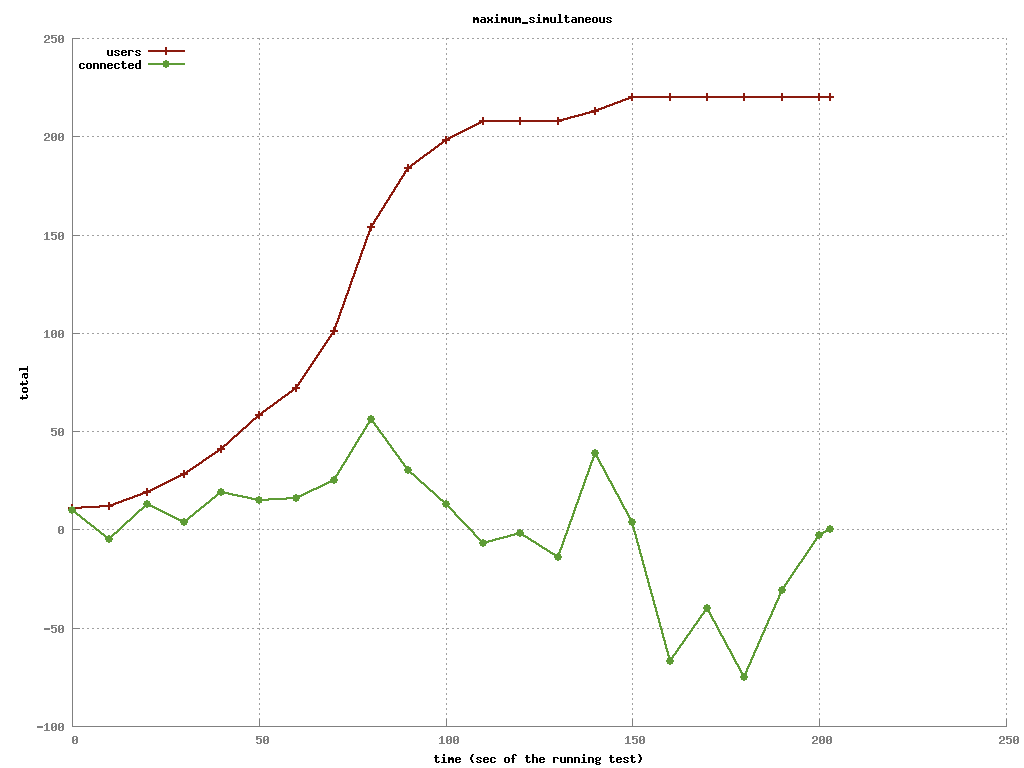 maximum_simultaneous
250
users
connected
200
150
100
total
50
0
-50
-100
0 50 100 150 200 250
time (sec of the running test)